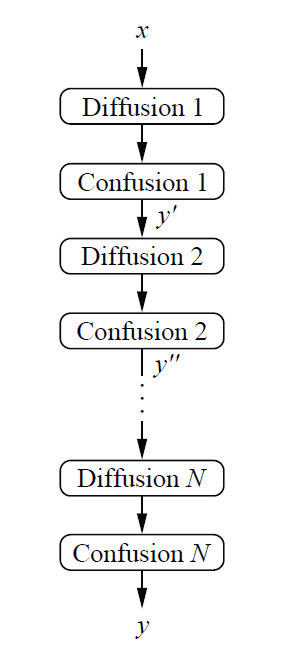 x
Diffusion 1
Confusion 1
y'
Diffusion 2
Confusion 2
y''
Diffusion N
Confusion N
y